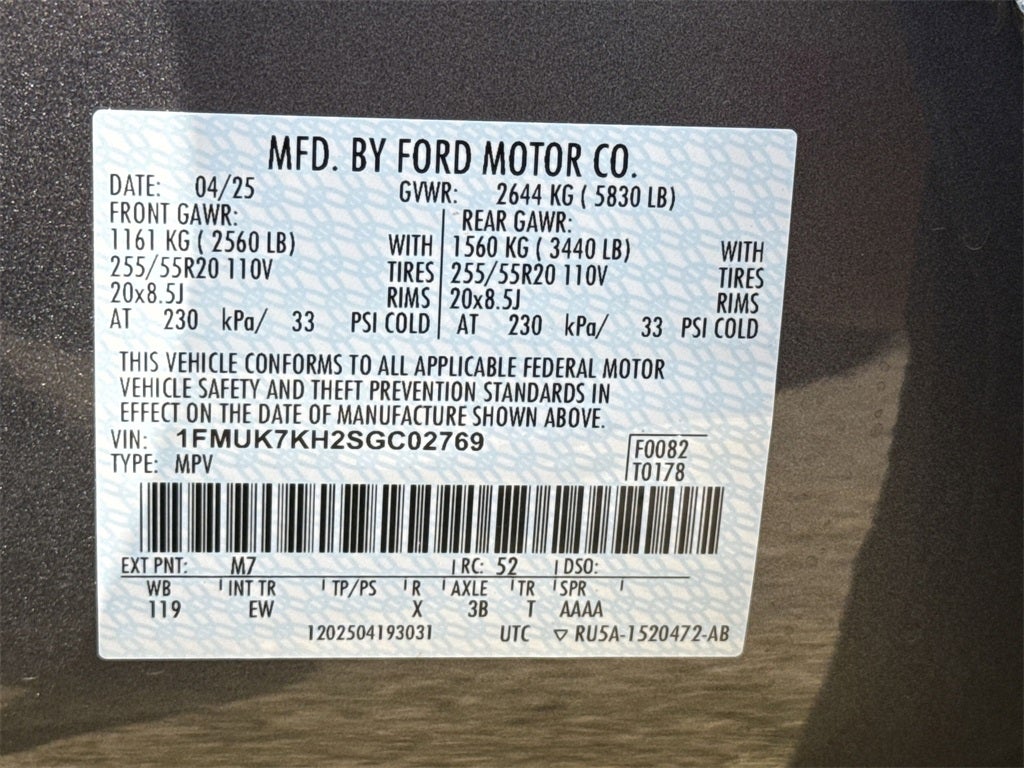 MFD. BY FORD MOTOR CO.
DATE: 04/25 GVWR: 2644 KG ( 5830 LB)
FRONT GAWR: REAR GAWR:
1161 KG ( 2560 LB) WITH 1560 KG ( 3440 LB) WITH
255/55R20 110V TIRES 255/55R20 110V TIRES
20x8.5J RIMS 20x8.5J RIMS
AT 230 kPa/ 33 PSI COLD AT 230 kPa/ 33 PSI COLD
THIS VEHICLE CONFORMS TO ALL APPLICABLE FEDERAL MOTOR
VEHICLE SAFETY AND THEFT PREVENTION STANDARDS IN
EFFECT ON THE DATE OF MANUFACTURE SHOWN ABOVE.
VIN: 1FMUK7KH2SGC02769 F0082
TYPE: MPV T0178
EXT PNT: M7 RC: 52 DSO:
WB INT TR TP/PS R AXLE TR SPR
119 EW X 3B T AAAA
1202504193031 UTC ▽ RU5A-1520472-AB